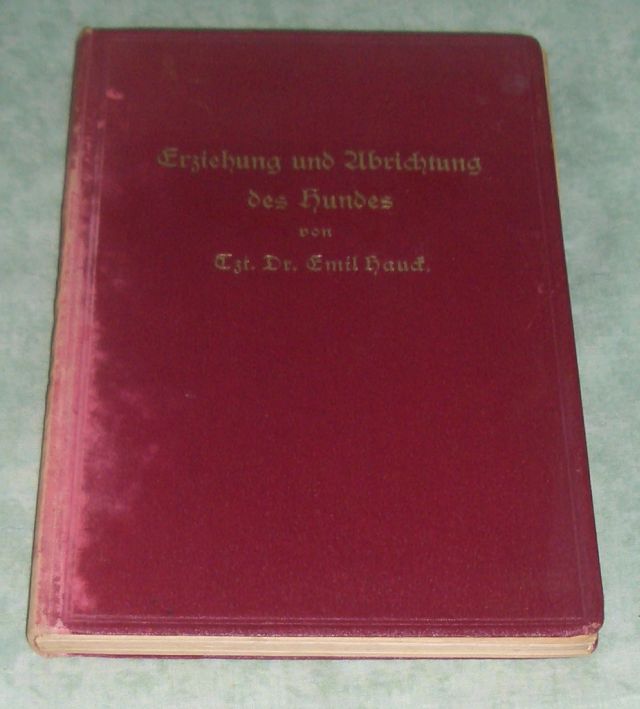 Erziehung und Abrichtung
des Hundes
von
Tzt. Dr. Emil Hauck.